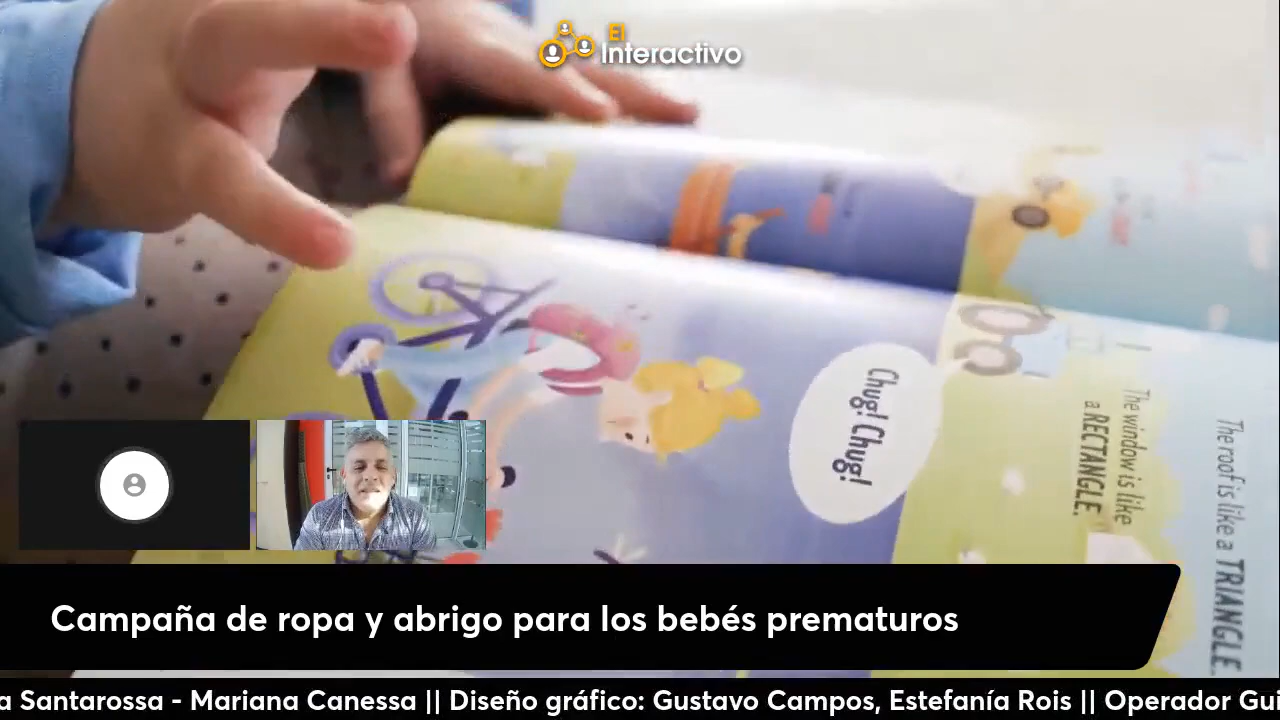 El
Interactivo
Chug! Chug!
The window is like
a RECTANGLE.
The roof is like a TRIANGLE.
Campaña de ropa y abrigo para los bebés prematuros
a Santarossa - Mariana Canessa || Diseño gráfico: Gustavo Campos, Estefanía Rois || Operador Gui